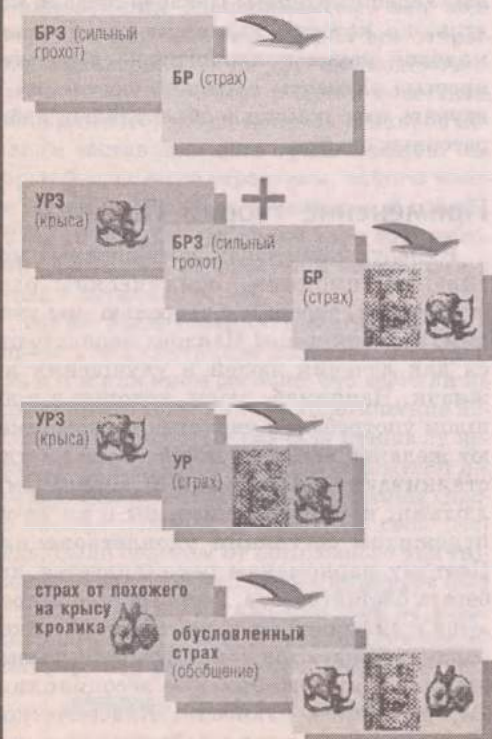 БРЗ (сильный
грохот)
БР (страх)
УРЗ
(крыса)
+
БРЗ (сильный
грохот)
БР
(страх)
УРЗ
(крыса)
УР
(страх)
страх от похожего
на крысу
кролика
обусловленный
страх
(обобщение)